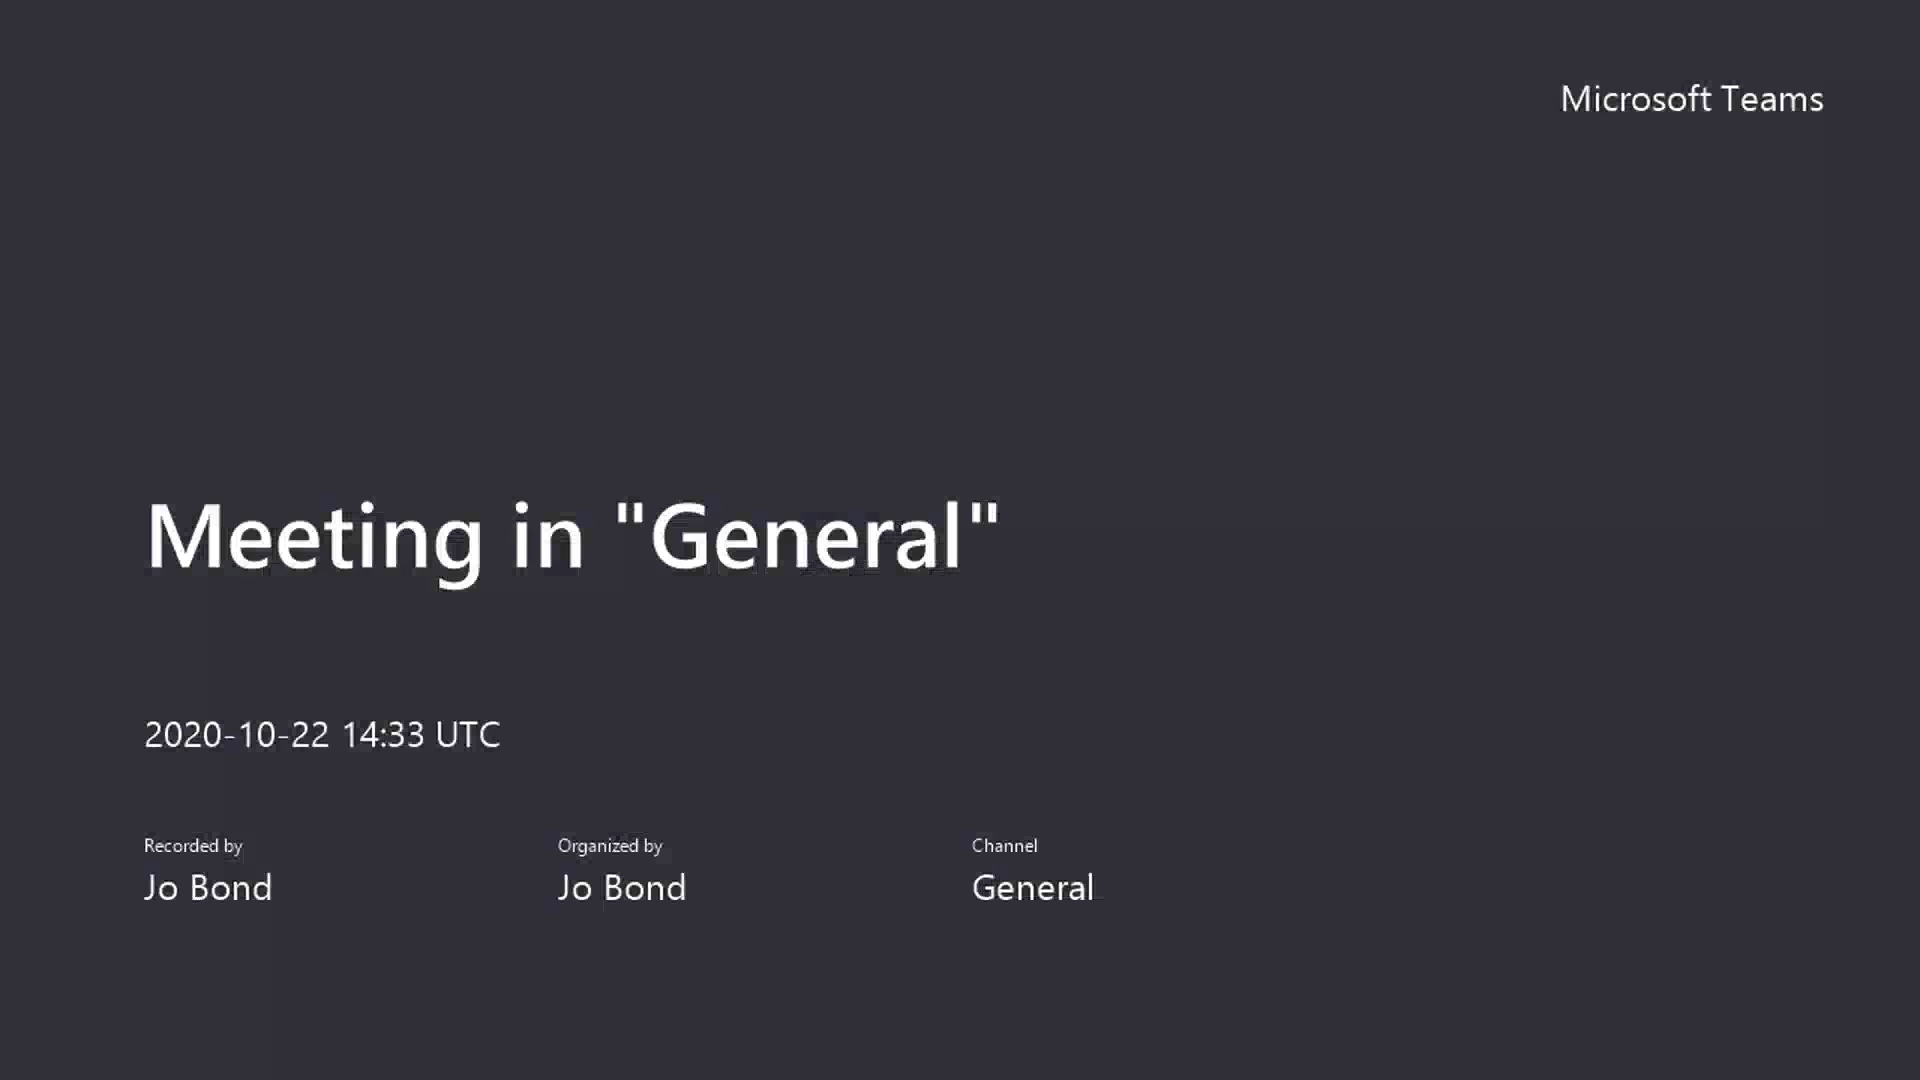 Microsoft Teams
Meeting in "General"
2020-10-22 14:33 UTC
Recorded by
Jo Bond
Organized by
Jo Bond
Channel
General